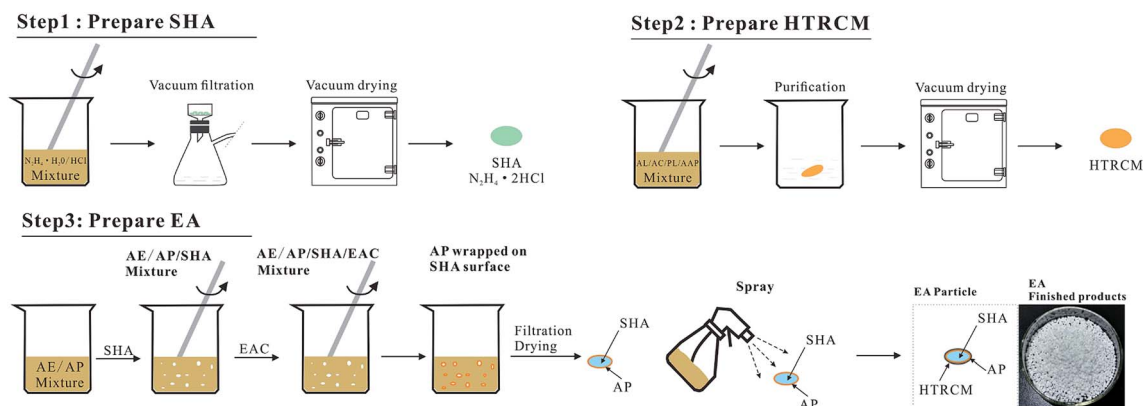 Step1 : Prepare SHA
Vacuum filtration
Vacuum drying
N₂H₄ • H₂0/HCl
Mixture
SHA
N₂H₄ • 2HCl
Step2 : Prepare HTRCM
Purification
Vacuum drying
AL/AC/PL/AAP
Mixture
HTRCM
Step3: Prepare EA
AE/AP/SHA
Mixture
AE/AP/SHA/EAC
Mixture
AP wrapped on
SHA surface
AE/AP
Mixture
SHA
EAC
Filtration
Drying
SHA
AP
Spray
SHA
AP
EA Particle
SHA
AP
HTRCM
EA
Finished products